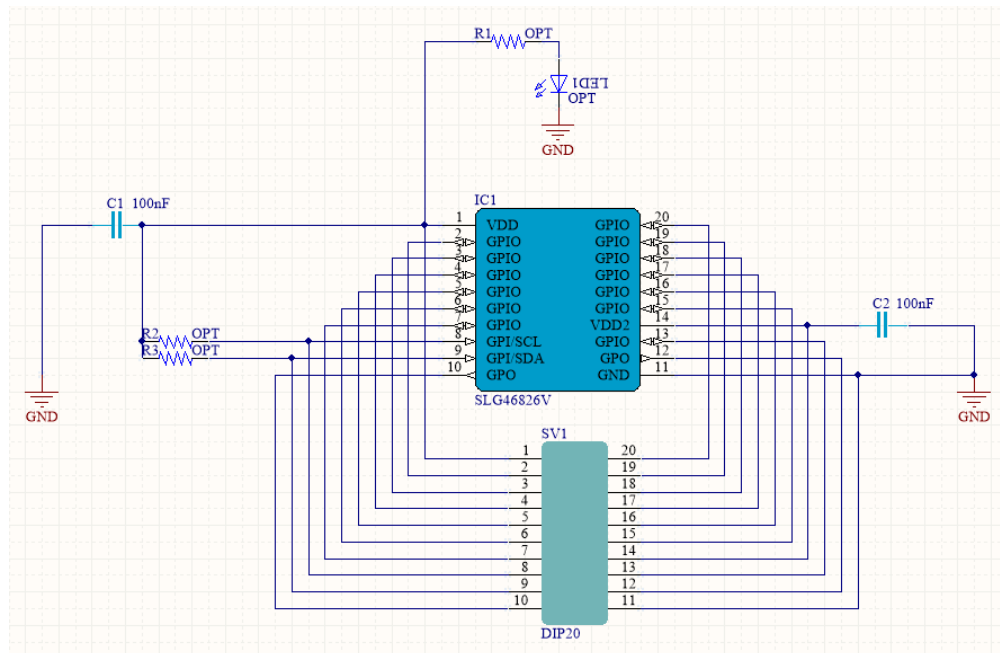 R1 OPT
LED1
OPT
GND
C1 100nF
IC1
1 VDD GPIO 20
2 GPIO GPIO 19
3 GPIO GPIO 18
4 GPIO GPIO 17
5 GPIO GPIO 16
6 GPIO GPIO 15
7 GPIO VDD2 14
8 GPI/SCL GPIO 13
9 GPI/SDA GPO 12
10 GPO GND 11
SLG46826V
C2 100nF
R2 OPT
R3 OPT
GND
GND
SV1
1 20
2 19
3 18
4 17
5 16
6 15
7 14
8 13
9 12
10 11
DIP20